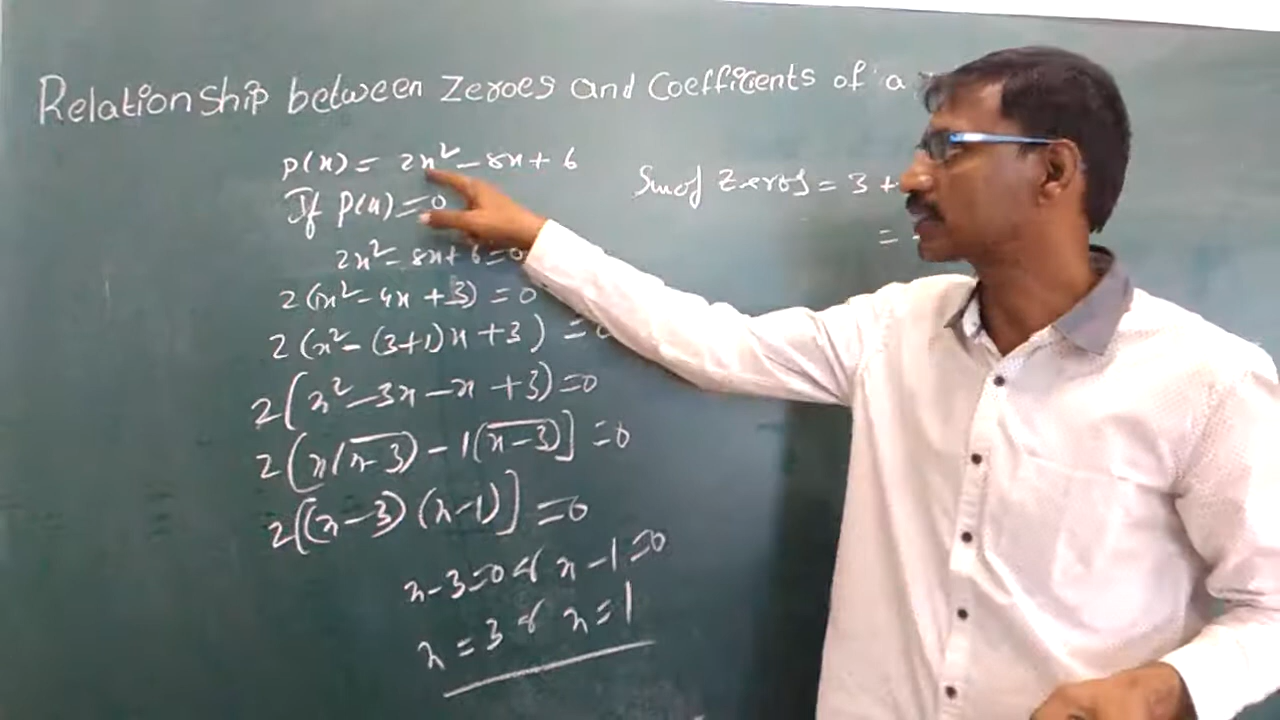 Relationship between Zeroes and Coefficients of a
p(x) = 2x² - 8x + 6
If p(x) = 0
2x² - 8x + 6 = 0
2(x² - 4x + 3) = 0
2(x² - (3+1)x + 3) = 0
2(x² - 3x - x + 3) = 0
2(x(x-3) - 1(x-3)] = 0
2[(x-3)(x-1)] = 0
x-3=0 or x-1=0
x=3 or x=1
Sum of Zeros = 3 +
=